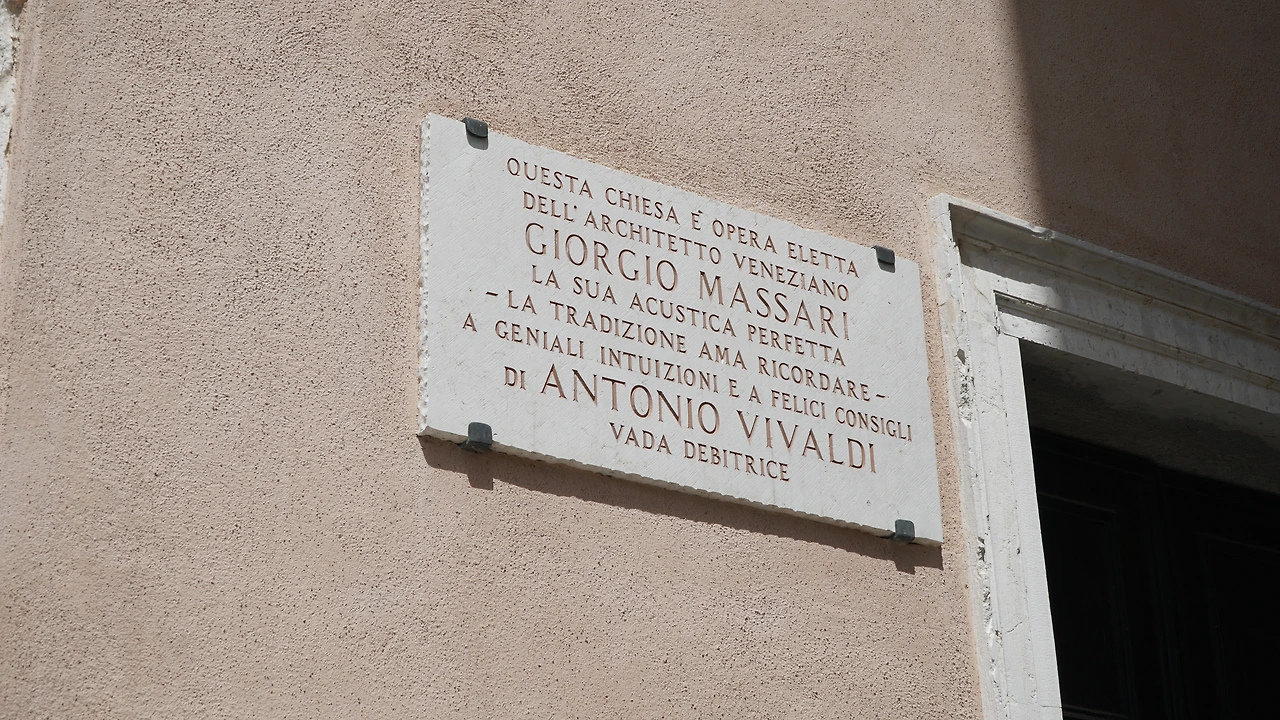 QUESTA CHIESA E' OPERA ELETTA
DELL'ARCHITETTO VENEZIANO
GIORGIO MASSARI
LA SUA ACUSTICA PERFETTA
- LA TRADIZIONE AMA RICORDARE -
A GENIALI INTUIZIONI E A FELICI CONSIGLI
DI ANTONIO VIVALDI
VADA DEBITRICE